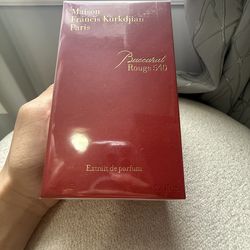 Maison
Francis Kurkdjian
Paris
Baccarat
Rouge 540
Extrait de parfum